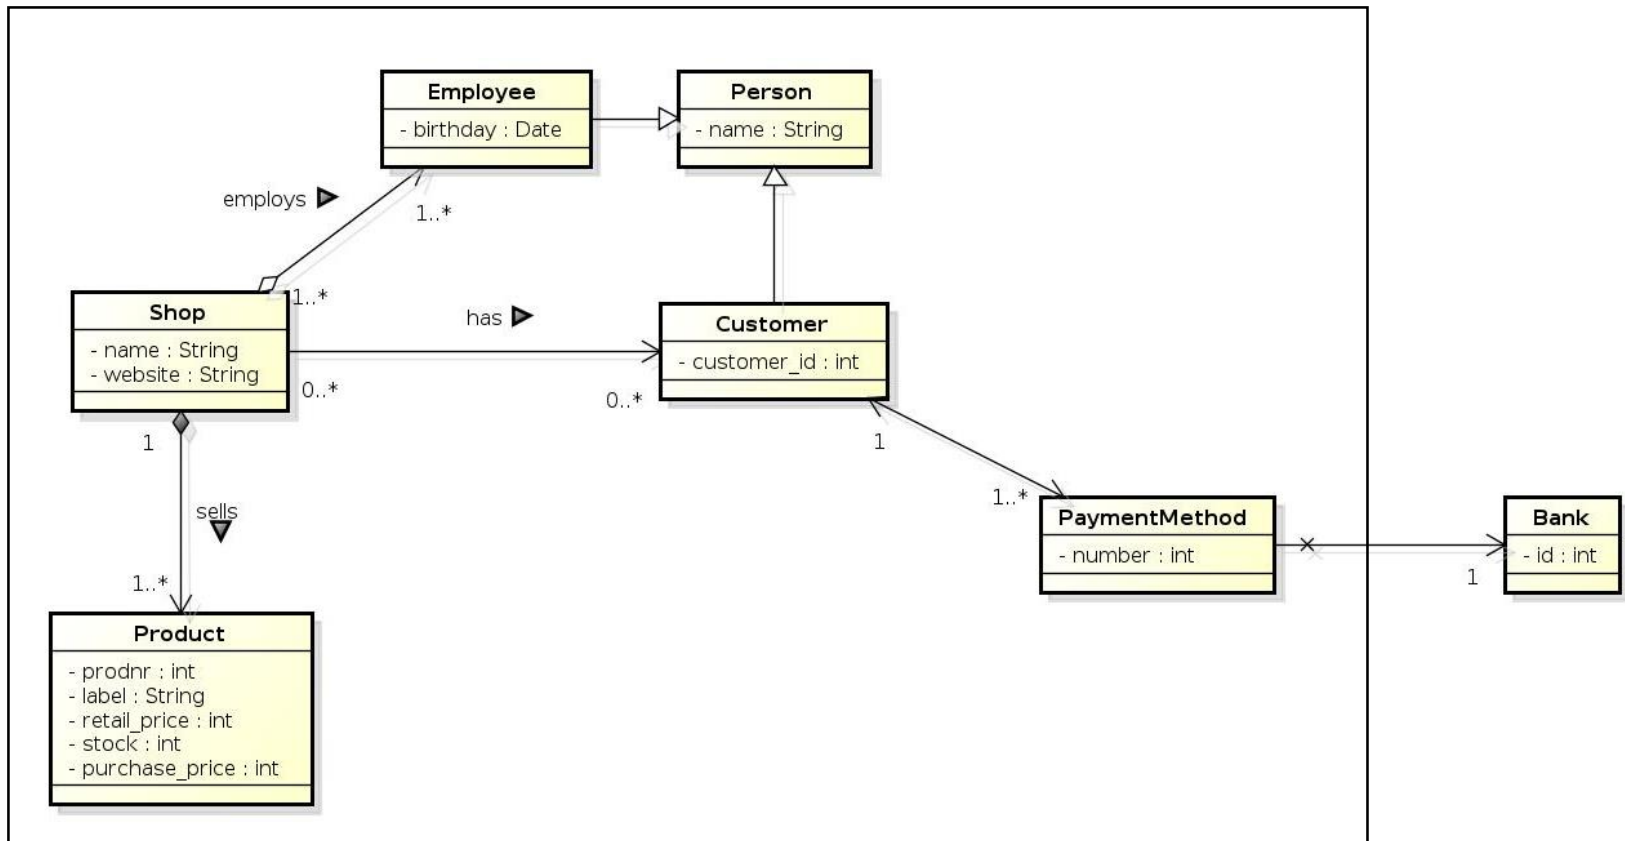 Employee
- birthday : Date
Person
- name : String
employs
1..*
1..*
Shop
- name : String
- website : String
has
0..*
0..*
Customer
- customer_id : int
1
1
1..*
sells
1..*
PaymentMethod
- number : int
1
Bank
- id : int
Product
- prodnr : int
- label : String
- retail_price : int
- stock : int
- purchase_price : int